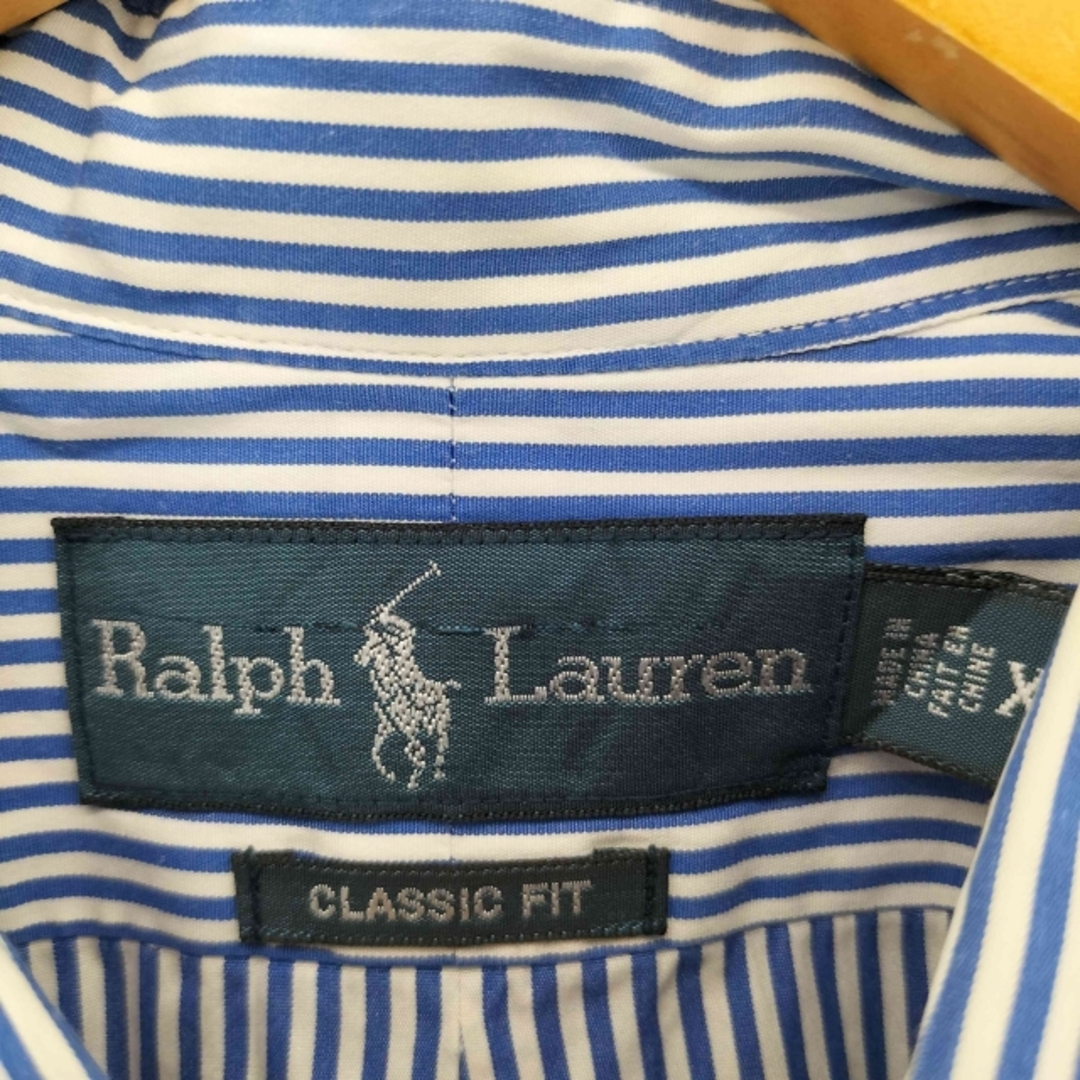 Ralph Lauren
MADE IN
CHINA
FAIT EN
CHINE
CLASSIC FIT